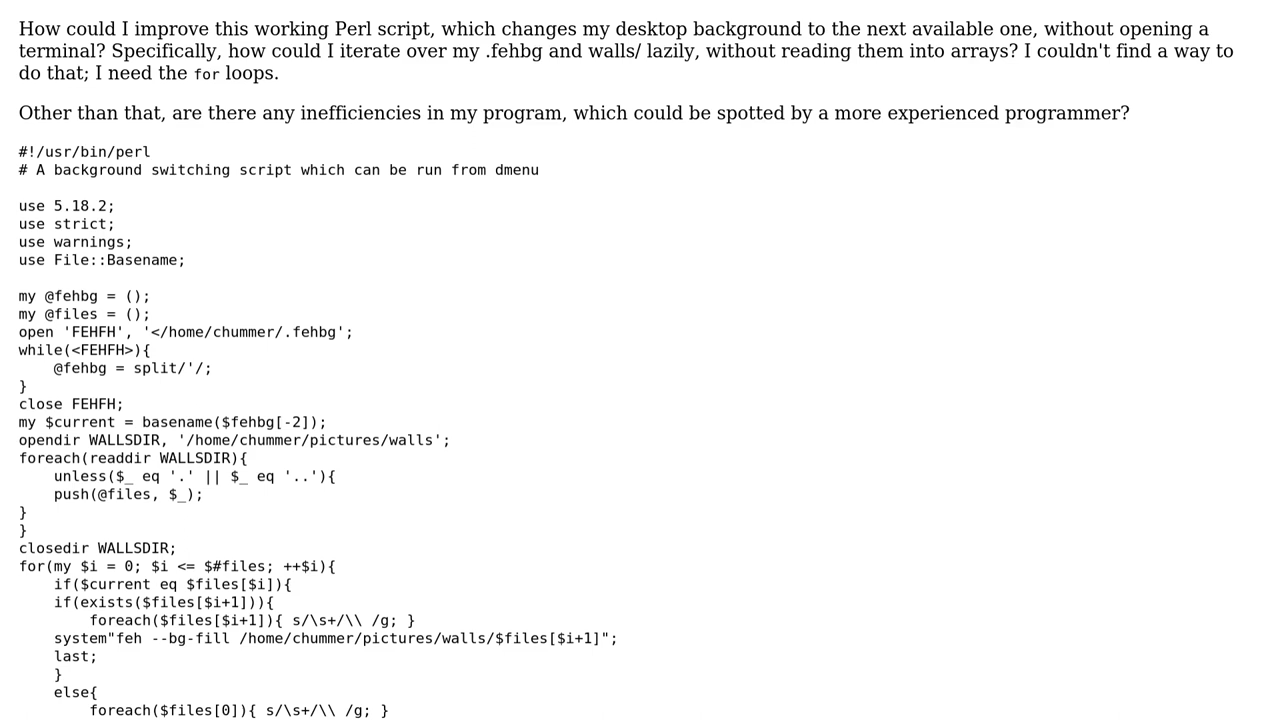 How could I improve this working Perl script, which changes my desktop background to the next available one, without opening a
terminal? Specifically, how could I iterate over my .fehbg and walls/ lazily, without reading them into arrays? I couldn't find a way to
do that; I need the for loops.
Other than that, are there any inefficiencies in my program, which could be spotted by a more experienced programmer?
#!/usr/bin/perl
# A background switching script which can be run from dmenu
use 5.18.2;
use strict;
use warnings;
use File::Basename;
my @fehbg = ();
my @files = ();
open 'FEHFH', '</home/chummer/.fehbg';
while(<FEHFH>){
    @fehbg = split/'/;
}
close FEHFH;
my $current = basename($fehbg[-2]);
opendir WALLSDIR, '/home/chummer/pictures/walls';
foreach(readdir WALLSDIR){
    unless($_ eq '.' || $_ eq '..'){
    push(@files, $_);
}
}
closedir WALLSDIR;
for(my $i = 0; $i <= $#files; ++$i){
    if($current eq $files[$i]){
    if(exists($files[$i+1])){
        foreach($files[$i+1]){ s/\s+/\\ /g; }
    system"feh --bg-fill /home/chummer/pictures/walls/$files[$i+1]";
    last;
    }
    else{
        foreach($files[0]){ s/\s+/\\ /g; }